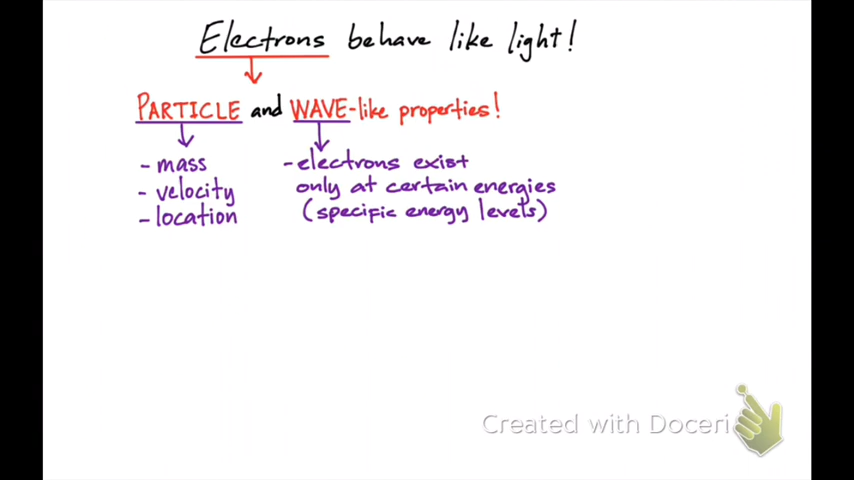 Electrons behave like light!
PARTICLE and WAVE-like properties!
- mass
- velocity
- location
- electrons exist
only at certain energies
(specific energy levels)
Created with Doceri